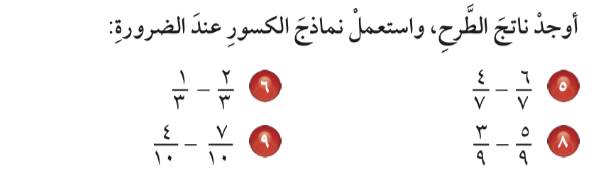 أوجدْ ناتجَ الطَّرحِ، واستعملْ نماذجَ الكسورِ عندَ الضرورةِ:
٥ ٦/٧ − ٤/٧
٦ ٢/٣ − ١/٣
٨ ٥/٩ − ٣/٩
٩ ٧/١٠ − ٤/١٠